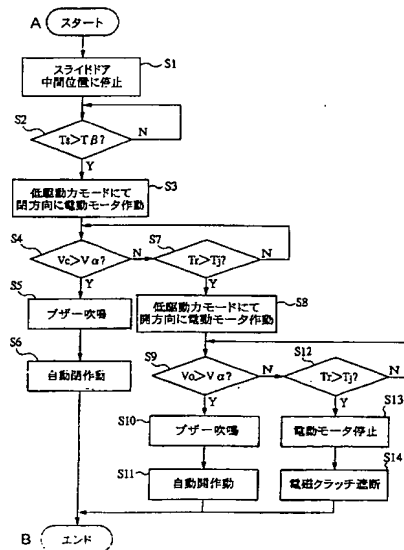 A スタート
S1
スライドドア
中間位置に停止
S2
Ts>Tβ?
N
Y
S3
低駆動力モードにて
閉方向に電動モータ作動
S4
Vc>Vα?
N
Y
S7
Tr>Tj?
N
Y
S5
ブザー吹鳴
S8
低駆動力モードにて
開方向に電動モータ作動
S6
自動閉作動
S9
Vo>Vα?
N
Y
S12
Tr>Tj?
N
Y
S10
ブザー吹鳴
S13
電動モータ停止
S11
自動開作動
S14
電磁クラッチ遮断
B エンド